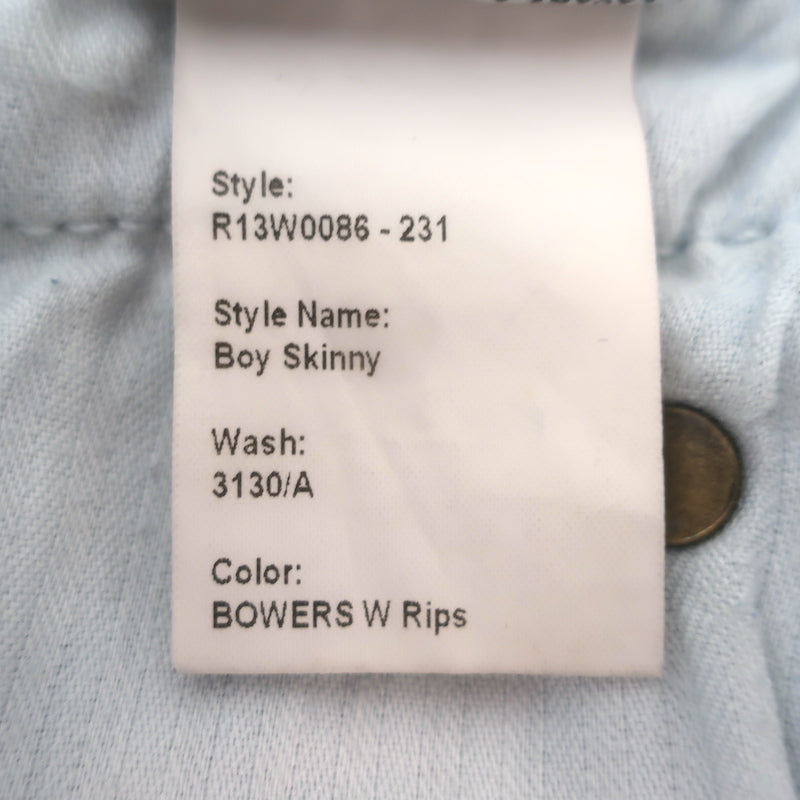 Style:
R13W0086 - 231
Style Name:
Boy Skinny
Wash:
3130/A
Color:
BOWERS W Rips